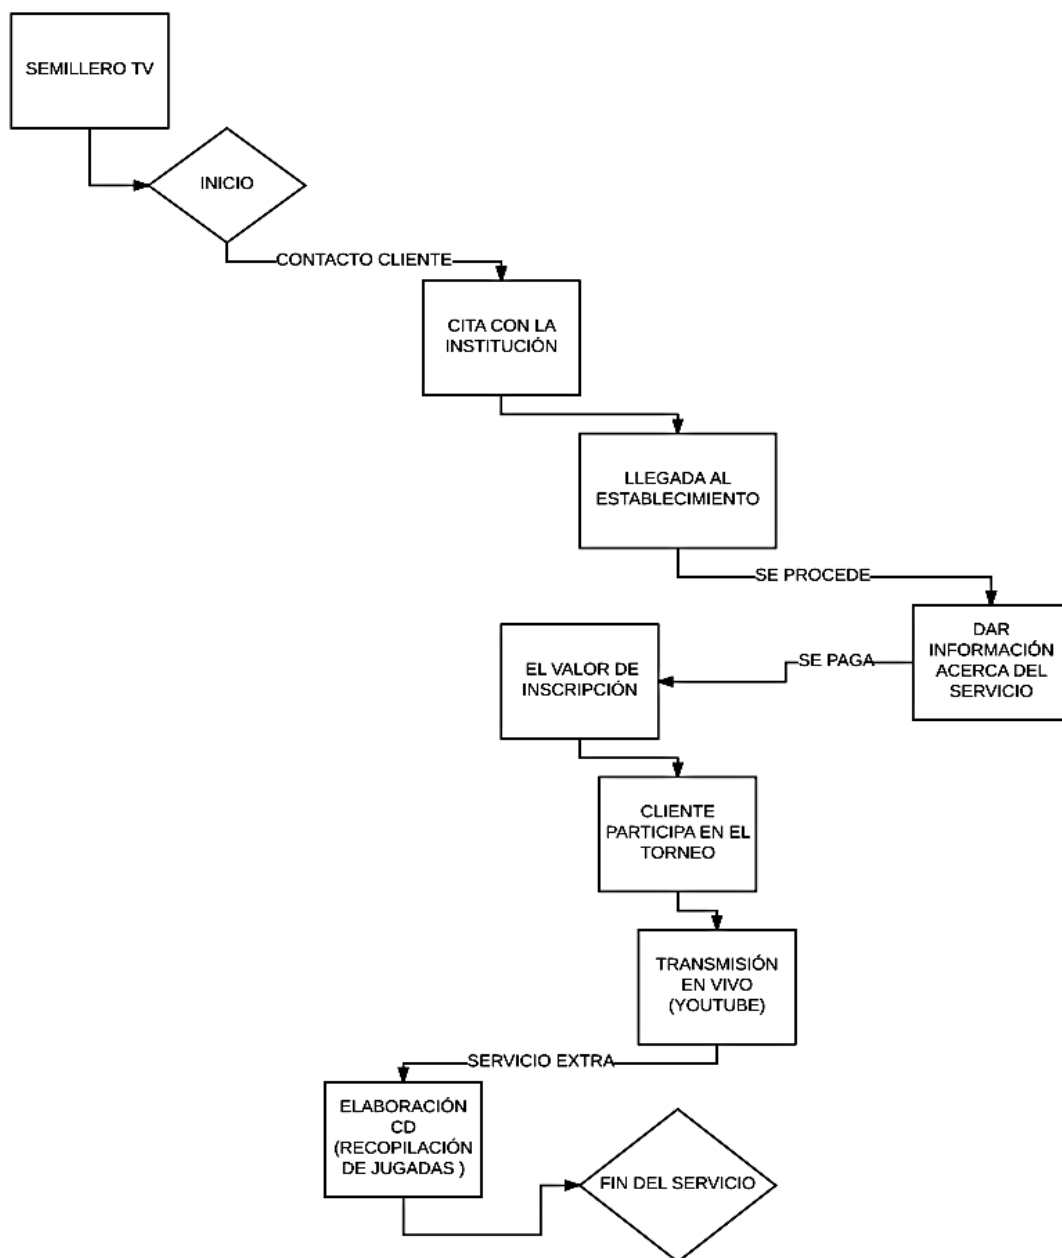 SEMILLERO TV
INICIO
CONTACTO CLIENTE
CITA CON LA
INSTITUCIÓN
LLEGADA AL
ESTABLECIMIENTO
SE PROCEDE
DAR
INFORMACIÓN
ACERCA DEL
SERVICIO
SE PAGA
EL VALOR DE
INSCRIPCIÓN
CLIENTE
PARTICIPA EN EL
TORNEO
TRANSMISIÓN
EN VIVO
(YOUTUBE)
SERVICIO EXTRA
ELABORACIÓN
CD
(RECOPILACIÓN
DE JUGADAS )
FIN DEL SERVICIO